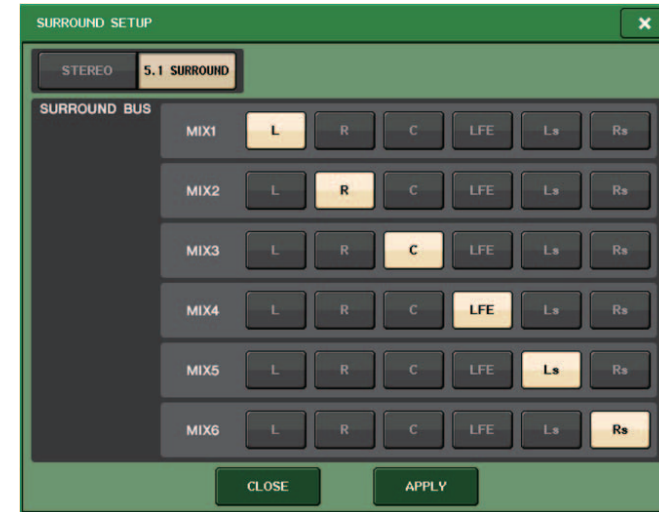 SURROUND SETUP
×
STEREO 5.1 SURROUND
SURROUND BUS
MIX1 L R C LFE Ls Rs
MIX2 L R C LFE Ls Rs
MIX3 L R C LFE Ls Rs
MIX4 L R C LFE Ls Rs
MIX5 L R C LFE Ls Rs
MIX6 L R C LFE Ls Rs
CLOSE APPLY